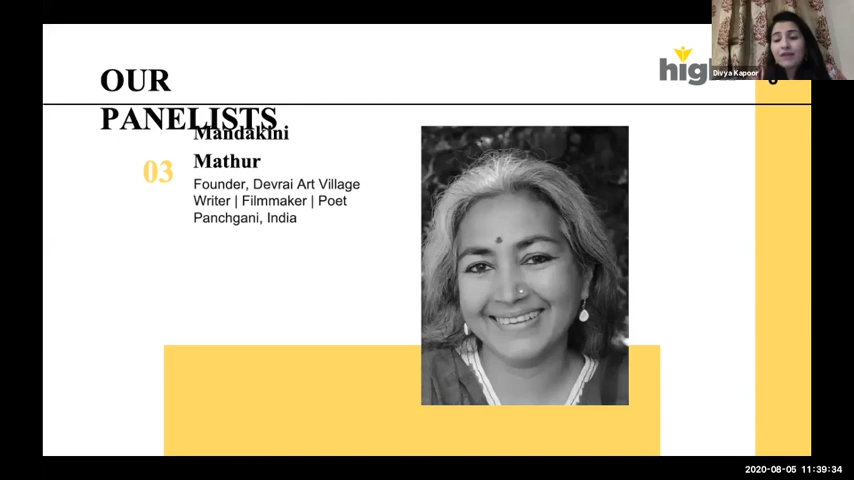 OUR
PANELISTS
Mandakini
Mathur
03
Founder, Devrai Art Village
Writer | Filmmaker | Poet
Panchgani, India
Divya Kapoor
2020-08-05 11:39:34